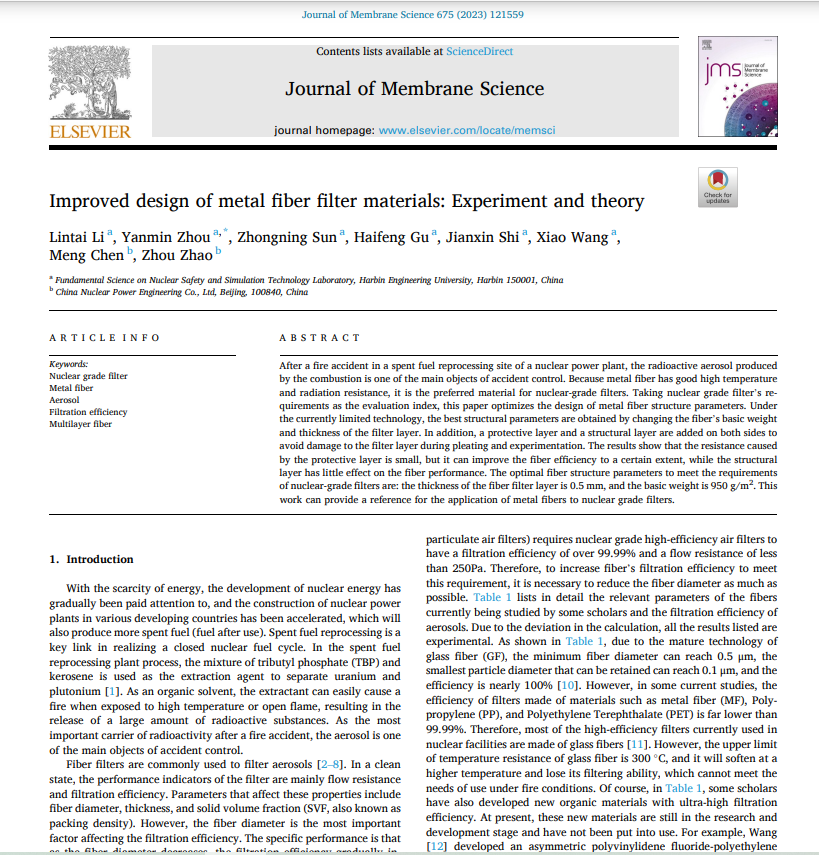 Journal of Membrane Science 675 (2023) 121559
Contents lists available at ScienceDirect
Journal of Membrane Science
journal homepage: www.elsevier.com/locate/memsci
ELSEVIER
jms
Journal of
Membrane
Science
Check for
updates
Improved design of metal fiber filter materials: Experiment and theory
Lintai Li a, Yanmin Zhou a,*, Zhongning Sun a, Haifeng Gu a, Jianxin Shi a, Xiao Wang a,
Meng Chen b, Zhou Zhao b
a Fundamental Science on Nuclear Safety and Simulation Technology Laboratory, Harbin Engineering University, Harbin 150001, China
b China Nuclear Power Engineering Co., Ltd, Beijing, 100840, China
ARTICLE INFO
Keywords:
Nuclear grade filter
Metal fiber
Aerosol
Filtration efficiency
Multilayer fiber
ABSTRACT
After a fire accident in a spent fuel reprocessing site of a nuclear power plant, the radioactive aerosol produced
by the combustion is one of the main objects of accident control. Because metal fiber has good high temperature
and radiation resistance, it is the preferred material for nuclear-grade filters. Taking nuclear grade filter's re-
quirements as the evaluation index, this paper optimizes the design of metal fiber structure parameters. Under
the currently limited technology, the best structural parameters are obtained by changing the fiber's basic weight
and thickness of the filter layer. In addition, a protective layer and a structural layer are added on both sides to
avoid damage to the filter layer during pleating and experimentation. The results show that the resistance caused
by the protective layer is small, but it can improve the fiber efficiency to a certain extent, while the structural
layer has little effect on the fiber performance. The optimal fiber structure parameters to meet the requirements
of nuclear-grade filters are: the thickness of the fiber filter layer is 0.5 mm, and the basic weight is 950 g/m². This
work can provide a reference for the application of metal fibers to nuclear grade filters.
1. Introduction
With the scarcity of energy, the development of nuclear energy has
gradually been paid attention to, and the construction of nuclear power
plants in various developing countries has been accelerated, which will
also produce more spent fuel (fuel after use). Spent fuel reprocessing is a
key link in realizing a closed nuclear fuel cycle. In the spent fuel
reprocessing plant process, the mixture of tributyl phosphate (TBP) and
kerosene is used as the extraction agent to separate uranium and
plutonium [1]. As an organic solvent, the extractant can easily cause a
fire when exposed to high temperature or open flame, resulting in the
release of a large amount of radioactive substances. As the most
important carrier of radioactivity after a fire accident, the aerosol is one
of the main objects of accident control.
Fiber filters are commonly used to filter aerosols [2–8]. In a clean
state, the performance indicators of the filter are mainly flow resistance
and filtration efficiency. Parameters that affect these properties include
fiber diameter, thickness, and solid volume fraction (SVF, also known as
packing density). However, the fiber diameter is the most important
factor affecting the filtration efficiency. The specific performance is that
as the fiber diameter decreases, the filtration efficiency gradually in-
particulate air filters) requires nuclear grade high-efficiency air filters to
have a filtration efficiency of over 99.99% and a flow resistance of less
than 250Pa. Therefore, to increase fiber's filtration efficiency to meet
this requirement, it is necessary to reduce the fiber diameter as much as
possible. Table 1 lists in detail the relevant parameters of the fibers
currently being studied by some scholars and the filtration efficiency of
aerosols. Due to the deviation in the calculation, all the results listed are
experimental. As shown in Table 1, due to the mature technology of
glass fiber (GF), the minimum fiber diameter can reach 0.5 μm, the
smallest particle diameter that can be retained can reach 0.1 μm, and the
efficiency is nearly 100% [10]. However, in some current studies, the
efficiency of filters made of materials such as metal fiber (MF), Poly-
propylene (PP), and Polyethylene Terephthalate (PET) is far lower than
99.99%. Therefore, most of the high-efficiency filters currently used in
nuclear facilities are made of glass fibers [11]. However, the upper limit
of temperature resistance of glass fiber is 300 °C, and it will soften at a
higher temperature and lose its filtering ability, which cannot meet the
needs of use under fire conditions. Of course, in Table 1, some scholars
have also developed new organic materials with ultra-high filtration
efficiency. At present, these new materials are still in the research and
development stage and have not been put into use. For example, Wang
[12] developed an asymmetric polyvinylidene fluoride-polyethylene